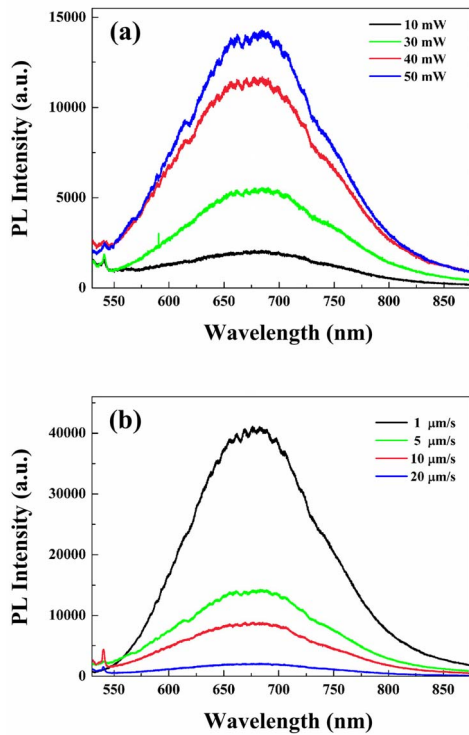 (a)
10 mW
30 mW
40 mW
50 mW
15000
10000
5000
0
PL Intensity (a.u.)
550 600 650 700 750 800 850
Wavelength (nm)
(b)
1 μm/s
5 μm/s
10 μm/s
20 μm/s
40000
30000
20000
10000
0
PL Intensity (a.u.)
550 600 650 700 750 800 850
Wavelength (nm)